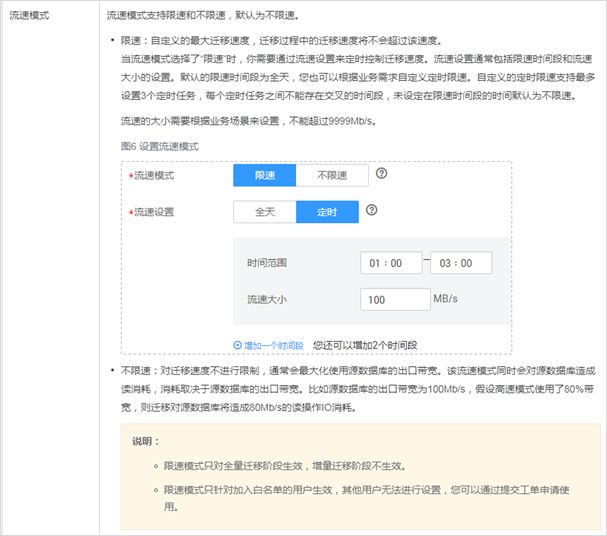 流速模式
流速模式支持限速和不限速，默认为不限速。
• 限速：自定义的最大迁移速度，迁移过程中的迁移速度将不会超过该速度。
当流速模式选择了“限速”时，你需要通过流速设置来定时控制迁移速度。流速设置通常包括限速时间段和流速
大小的设置。默认的限速时间段为全天，您也可以根据业务需求自定义定时限速。自定义的定时限速支持最多
设置3个定时任务，每个定时任务之间不能存在交叉的时间段，未设定在限速时间段的时间默认为不限速。
流速的大小需要根据业务场景来设置，不能超过9999Mb/s。
图6 设置流速模式
*流速模式 限速 不限速 ?
*流速设置 全天 定时 ?
时间范围 01：00 – 03：00
流速大小 100 MB/s
增加一个时间段 您还可以增加2个时间段
• 不限速：对迁移速度不进行限制，通常会最大化使用源数据库的出口带宽。该流速模式同时会对源数据库造成
读消耗，消耗取决于源数据库的出口带宽。比如源数据库的出口带宽为100Mb/s，假设高速模式使用了80%带
宽，则迁移对源数据库将造成80Mb/s的读操作IO消耗。
说明：
限速模式只对全量迁移阶段生效，增量迁移阶段不生效。
限速模式只针对加入白名单的用户生效，其他用户无法进行设置，您可以通过提交工单申请使
用。